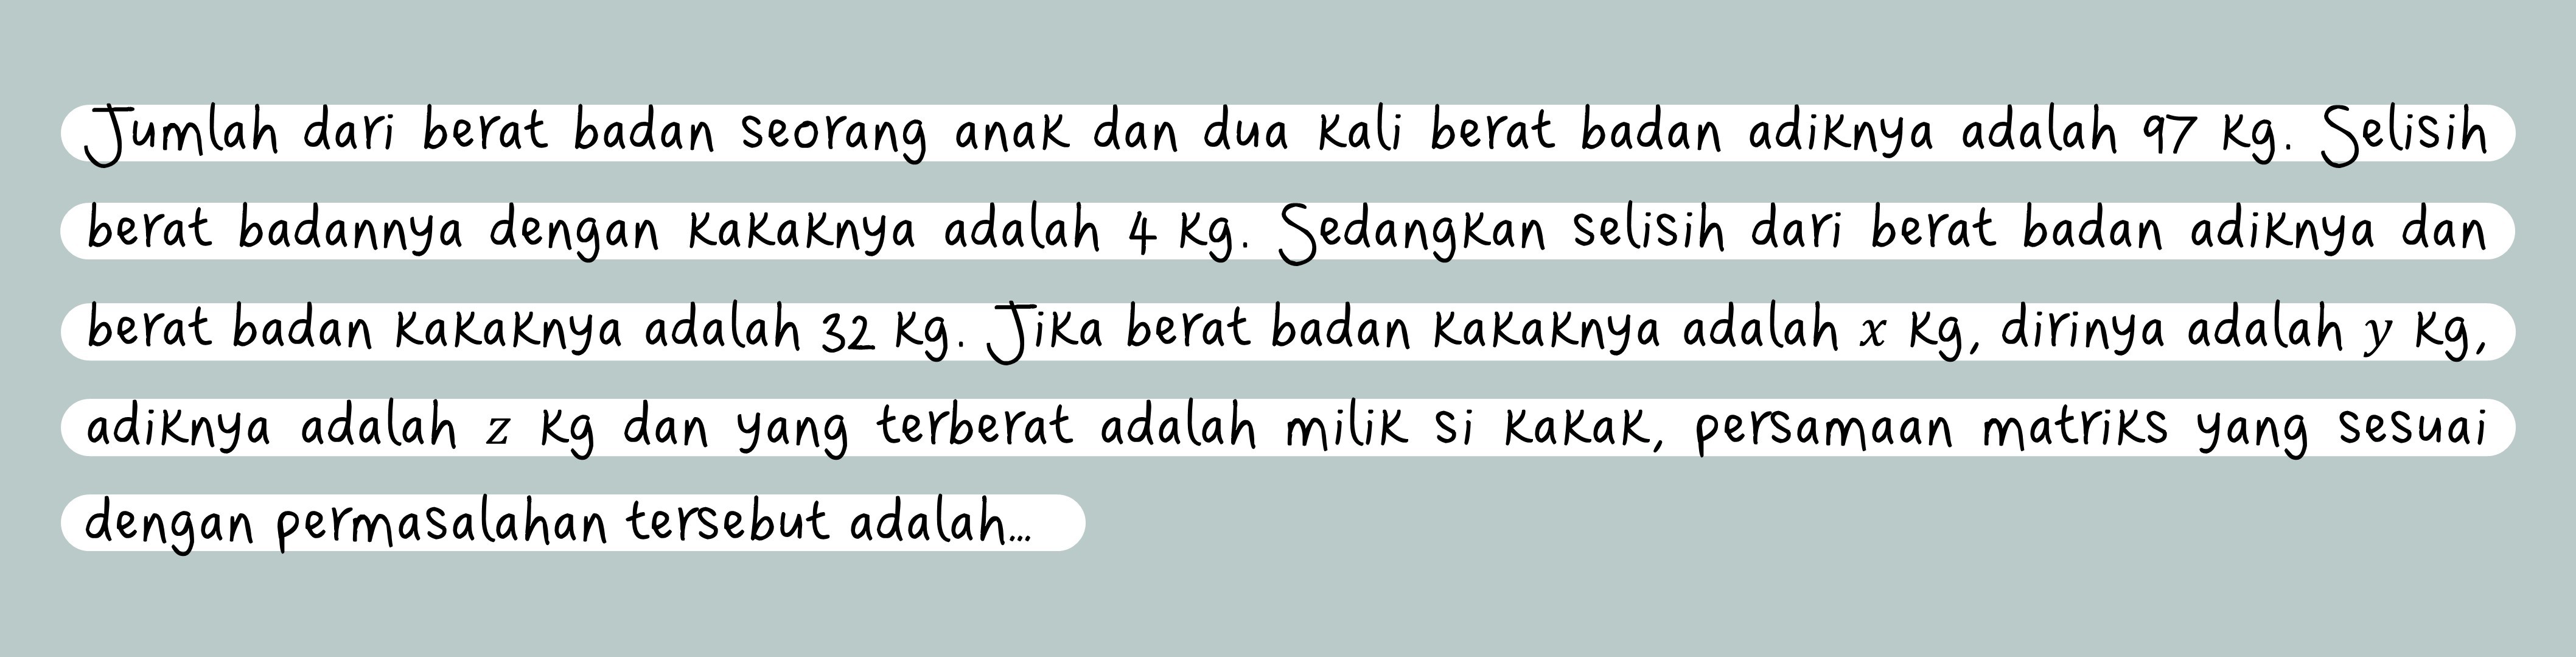 Jumlah dari berat badan seorang anak dan dua kali berat badan adiknya adalah 97 kg. Selisih
berat badannya dengan kakaknya adalah 4 kg. Sedangkan selisih dari berat badan adiknya dan
berat badan kakaknya adalah 32 kg. Jika berat badan kakaknya adalah x kg, dirinya adalah y kg,
adiknya adalah z kg dan yang terberat adalah milik si kakak, persamaan matriks yang sesuai
dengan permasalahan tersebut adalah...